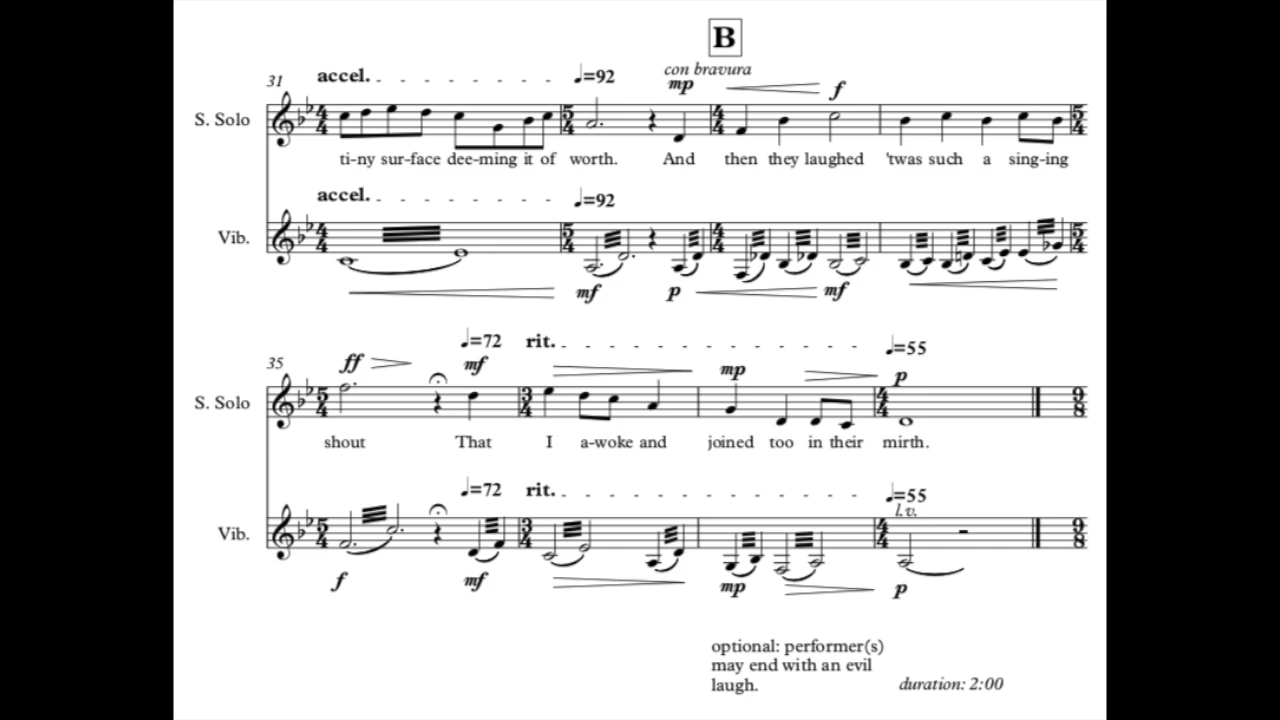 B
con bravura
31 accel. ♩=92 mp f
S. Solo
ti-ny sur-face dee-ming it of worth. And then they laughed 'twas such a sing-ing
accel. ♩=92
Vib.
mf p mf
♩=72 rit. ♩=55
35 ff mf mp p
S. Solo
shout That I a-woke and joined too in their mirth.
♩=72 rit. ♩=55
l.v.
Vib.
f mf mp p
optional: performer(s)
may end with an evil
laugh.
duration: 2:00